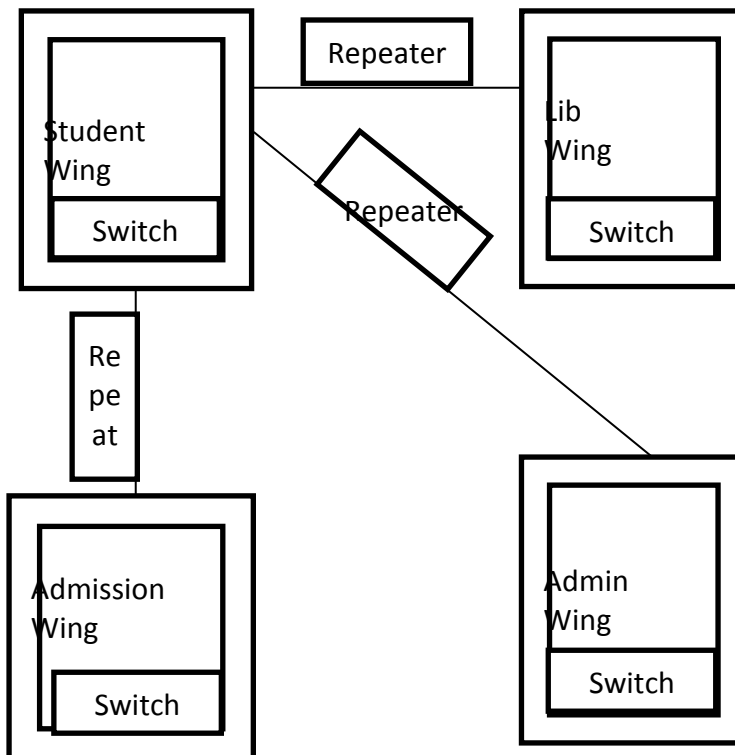 Repeater
Student
Wing
Switch
Lib
Wing
Switch
Repeater
Re
pe
at
Admission
Wing
Switch
Admin
Wing
Switch